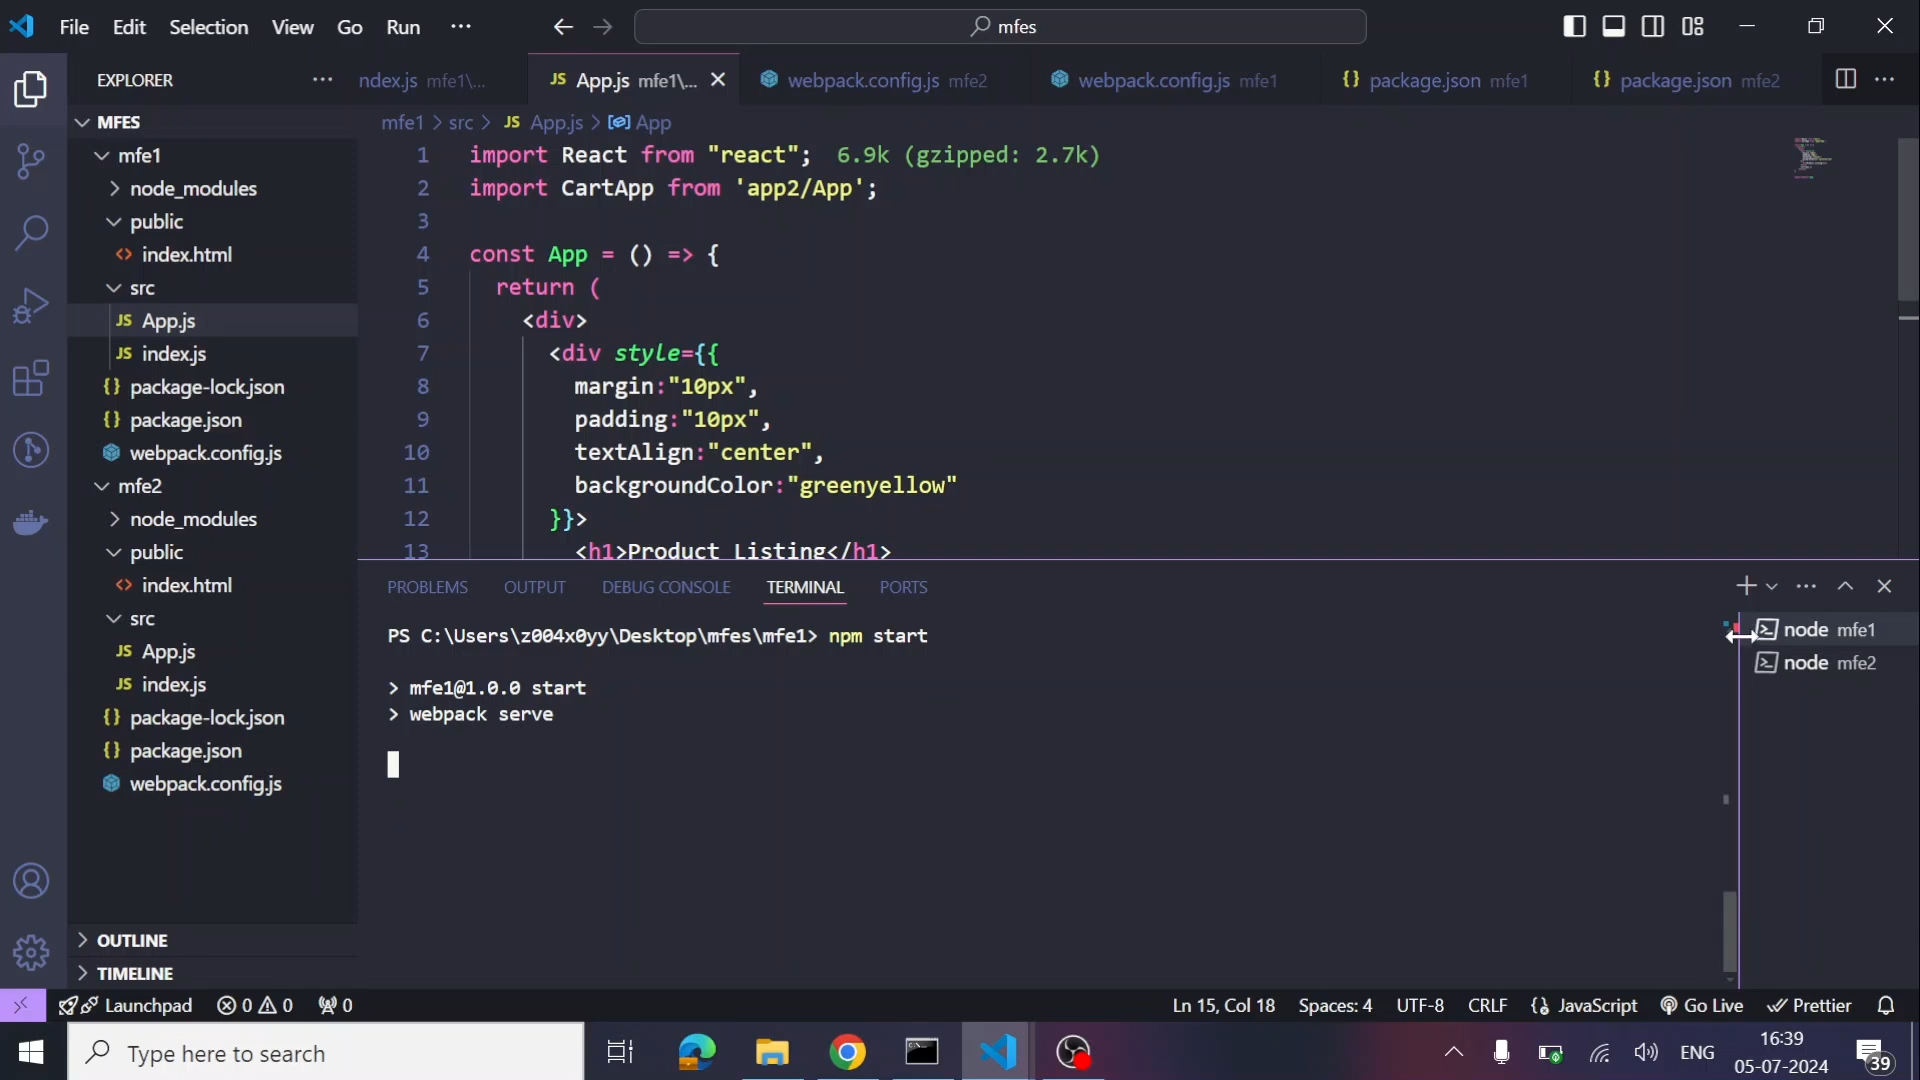 File Edit Selection View Go Run ···
mfes
EXPLORER ···
ndex.js mfe1\...
JS App.js mfe1\...
webpack.config.js mfe2
webpack.config.js mfe1
{} package.json mfe1
{} package.json mfe2
MFES
mfe1
node_modules
public
<> index.html
src
JS App.js
JS index.js
{} package-lock.json
{} package.json
webpack.config.js
mfe2
node_modules
public
<> index.html
src
JS App.js
JS index.js
{} package-lock.json
{} package.json
webpack.config.js
OUTLINE
TIMELINE
mfe1 > src > JS App.js > App
1 import React from "react"; 6.9k (gzipped: 2.7k)
2 import CartApp from 'app2/App';
3
4 const App = () => {
5 return (
6 <div>
7 <div style={{
8 margin:"10px",
9 padding:"10px",
10 textAlign:"center",
11 backgroundColor:"greenyellow"
12 }}>
13 <h1>Product Listing</h1>
PROBLEMS OUTPUT DEBUG CONSOLE TERMINAL PORTS
PS C:\Users\z004x0yy\Desktop\mfes\mfe1> npm start
> mfe1@1.0.0 start
> webpack serve
node mfe1
node mfe2
Launchpad 0 0 0
Ln 15, Col 18 Spaces: 4 UTF-8 CRLF {} JavaScript Go Live Prettier
Type here to search
ENG
16:39
05-07-2024
39